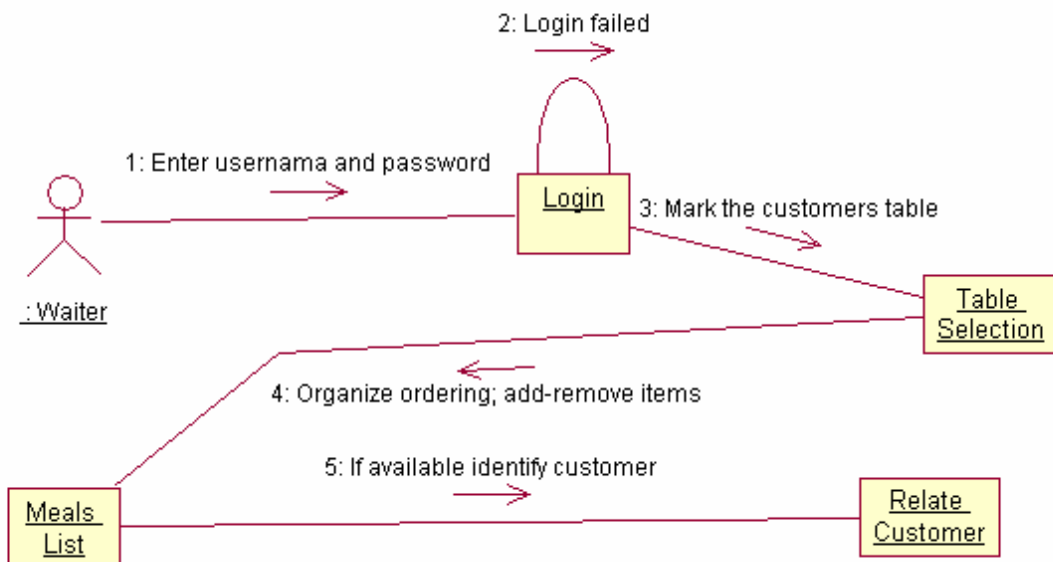 2: Login failed
1: Enter usernama and password
Login
3: Mark the customers table
: Waiter
Table
Selection
4: Organize ordering; add-remove items
5: If available identify customer
Meals
List
Relate
Customer